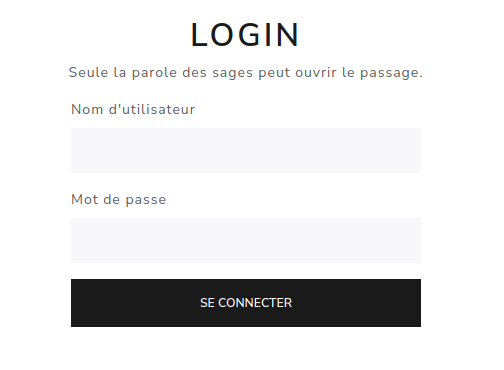 LOGIN
Seule la parole des sages peut ouvrir le passage.
Nom d'utilisateur
Mot de passe
SE CONNECTER